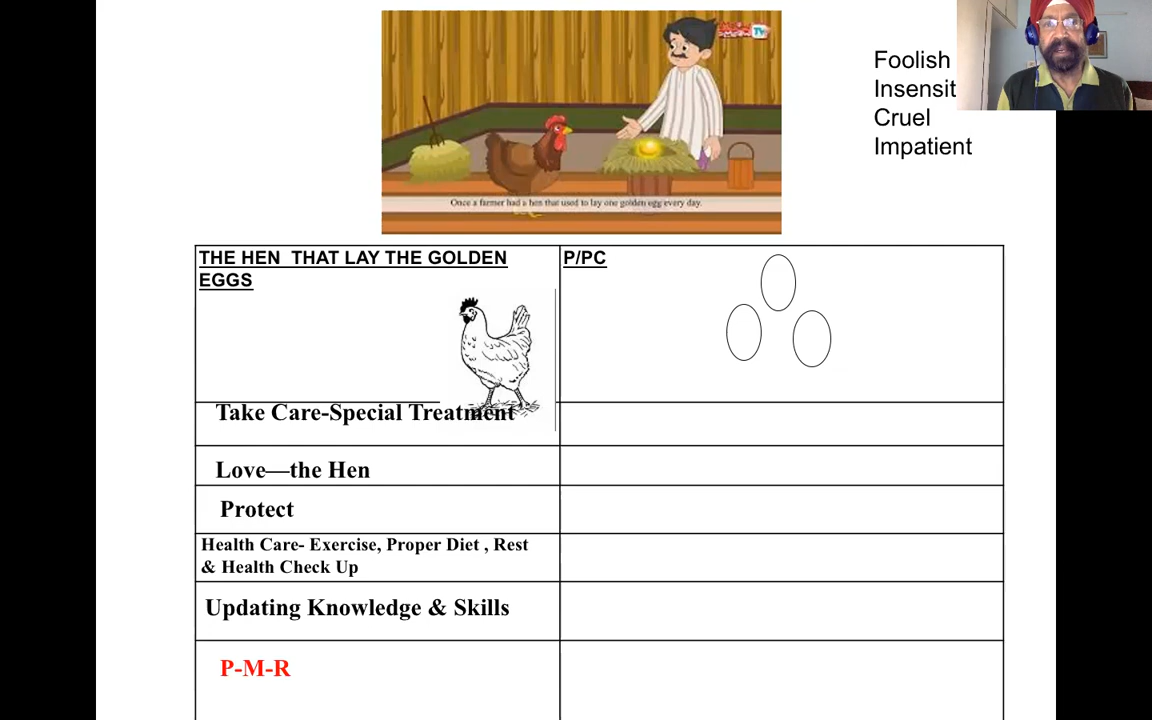 Foolish
Cruel
Impatient
TV
Once a farmer had a hen that used to lay one golden egg every day.
THE HEN THAT LAY THE GOLDEN
EGGS
P/PC
Take Care-Special Treatment
Love—the Hen
Protect
Health Care- Exercise, Proper Diet , Rest
& Health Check Up
Updating Knowledge & Skills
P-M-R